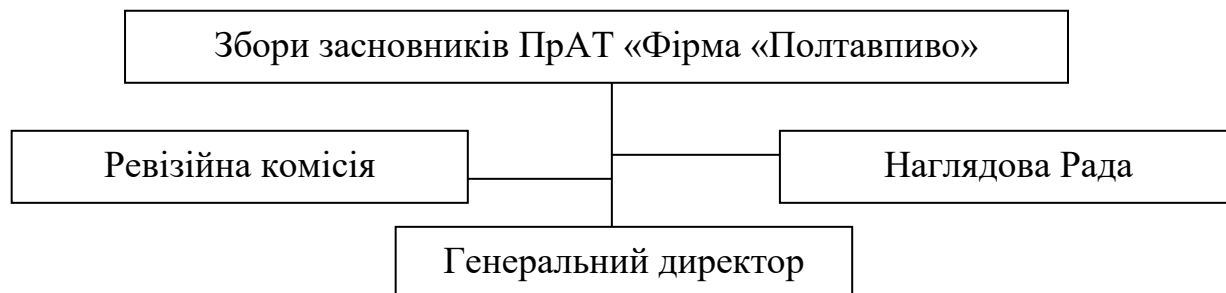 Збори засновників ПрАТ «Фірма «Полтавпиво»
Ревізійна комісія
Наглядова Рада
Генеральний директор